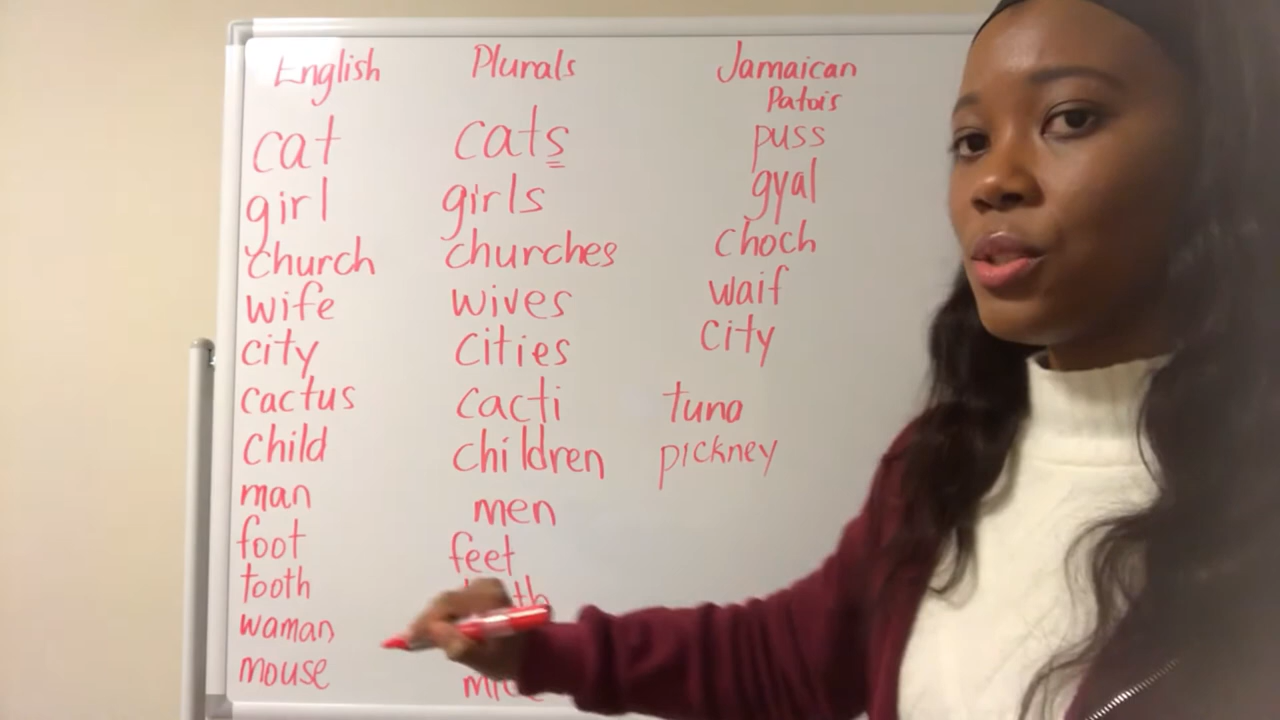 English Plurals Jamaican
Patois
cat cats puss
girl girls gyal
church churches choch
wife wives waif
city cities city
cactus cacti tuna
child children pickney
man men
foot feet
tooth
waman
mouse